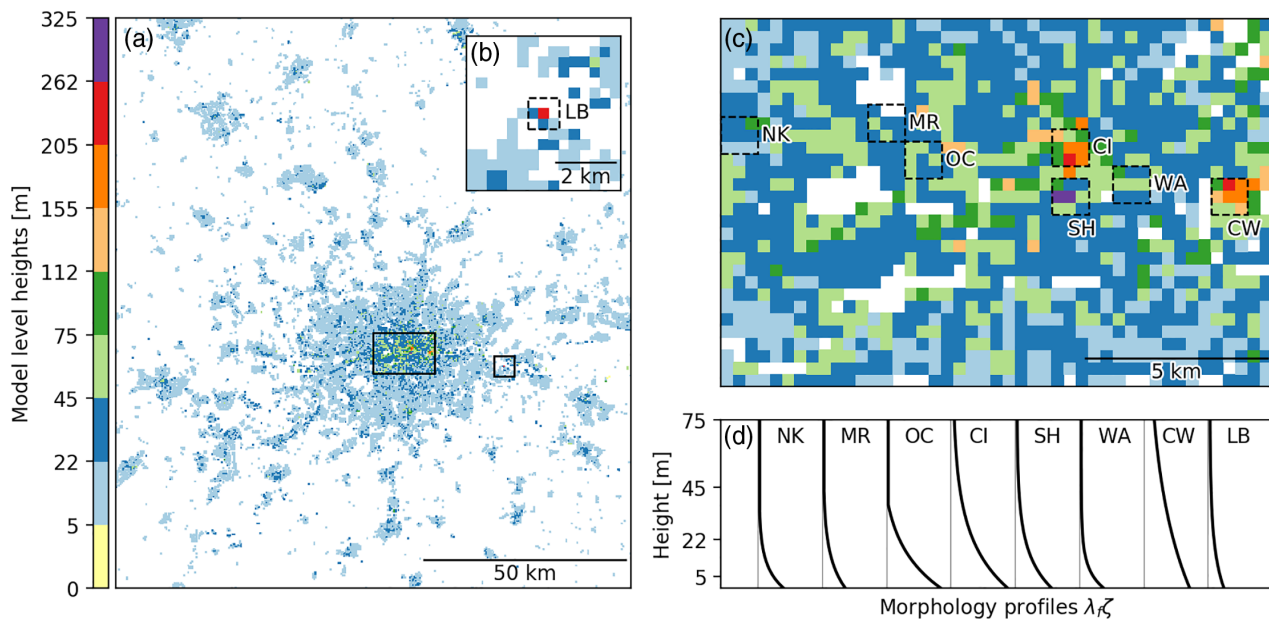 Model level heights [m]
325
262
205
155
112
75
45
22
5
0
(a)
(b)
LB
2 km
50 km
(c)
NK
MR
OC
CI
WA
SH
CW
5 km
(d)
NK MR OC CI SH WA CW LB
Height [m]
75
45
22
5
Morphology profiles λfζ